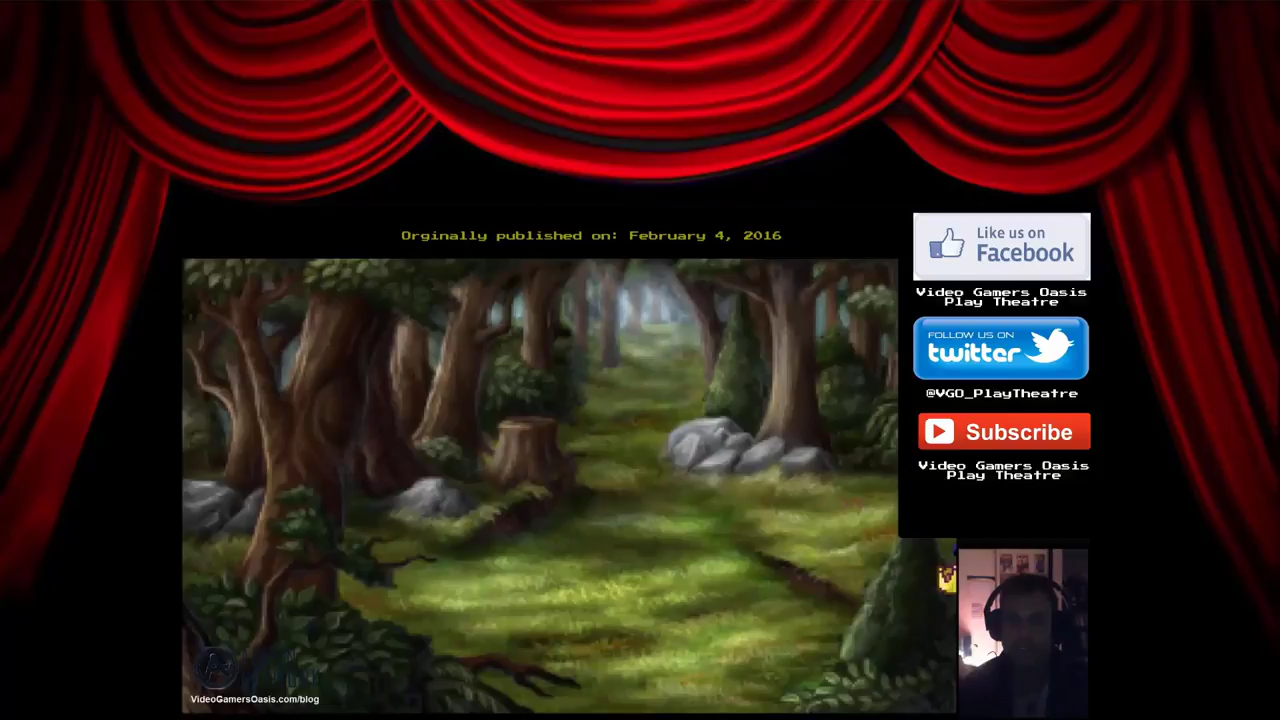 Orginally published on: February 4, 2016
Like us on
Facebook
Video Gamers Oasis
Play Theatre
FOLLOW US ON
twitter
@VGO_PlayTheatre
Subscribe
Video Gamers Oasis
Play Theatre
VideoGamersOasis.com/blog